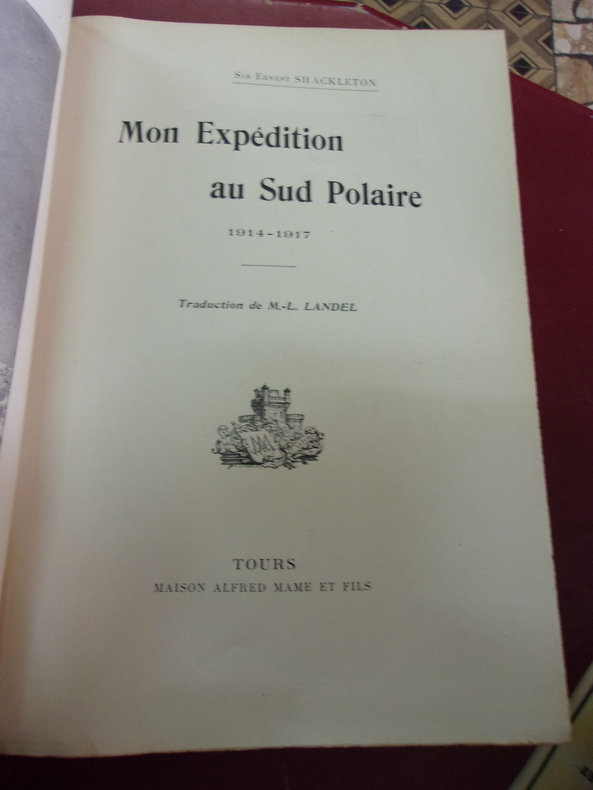 Sir Ernest SHACKLETON
Mon Expédition
au Sud Polaire
1914-1917
Traduction de M.-L. LANDEL
TOURS
MAISON ALFRED MAME ET FILS